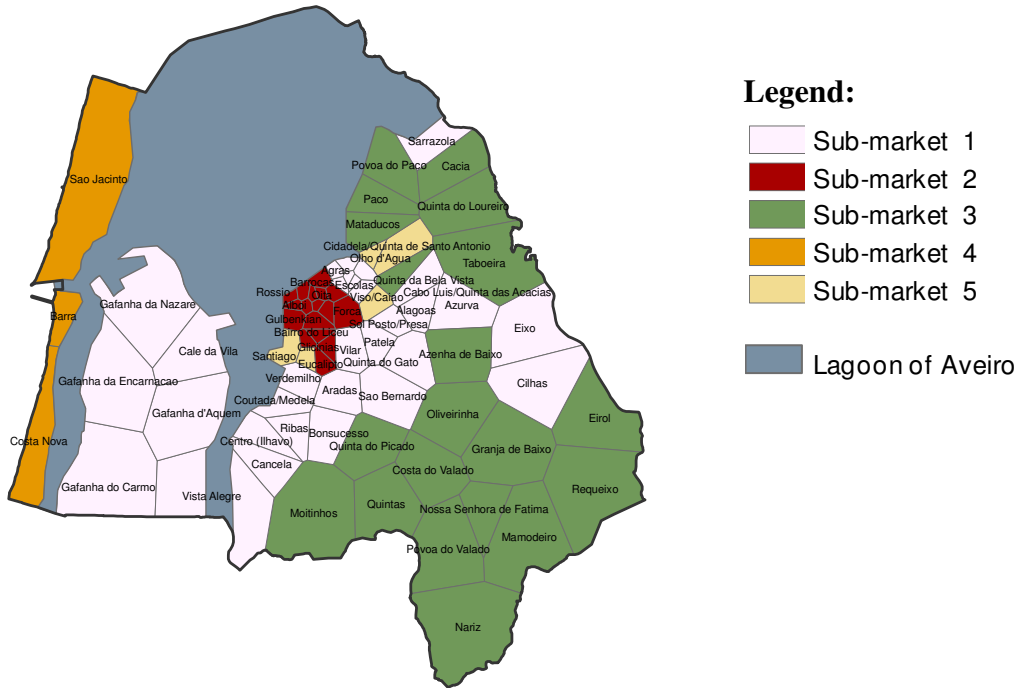 Legend:
Sub-market 1
Sub-market 2
Sub-market 3
Sub-market 4
Sub-market 5
Lagoon of Aveiro
Sarrazola
Povoa do Paco
Cacia
Sao Jacinto
Paco
Quinta do Loureiro
Mataducos
Cidadela/Quinta de Santo Antonio
Olho d'Agua
Taboeira
Agras
Barrocas
Escolas
Quinta da Bela Vista
Rossio
Cabo Luis/Quinta das Acacias
Viso/Caiao
Gafanha da Nazare
Alboi
Azurva
Barra
Forca
Alagoas
Gulbenkian
Sol Posto/Presa
Eixo
Bairro do Liceu
Patela
Glicinias
Vilar
Cale da Vila
Santiago
Azenha de Baixo
Eucalipto
Quinta do Gato
Verdemilho
Gafanha da Encarnacao
Cilhas
Aradas
Sao Bernardo
Coutada/Medela
Gafanha d'Aquem
Oliveirinha
Eirol
Ribas
Bonsucesso
Costa Nova
Centro (Ilhavo)
Quinta do Picado
Granja de Baixo
Cancela
Costa do Valado
Gafanha do Carmo
Requeixo
Vista Alegre
Quintas
Moitinhos
Nossa Senhora de Fatima
Mamodeiro
Povoa do Valado
Nariz